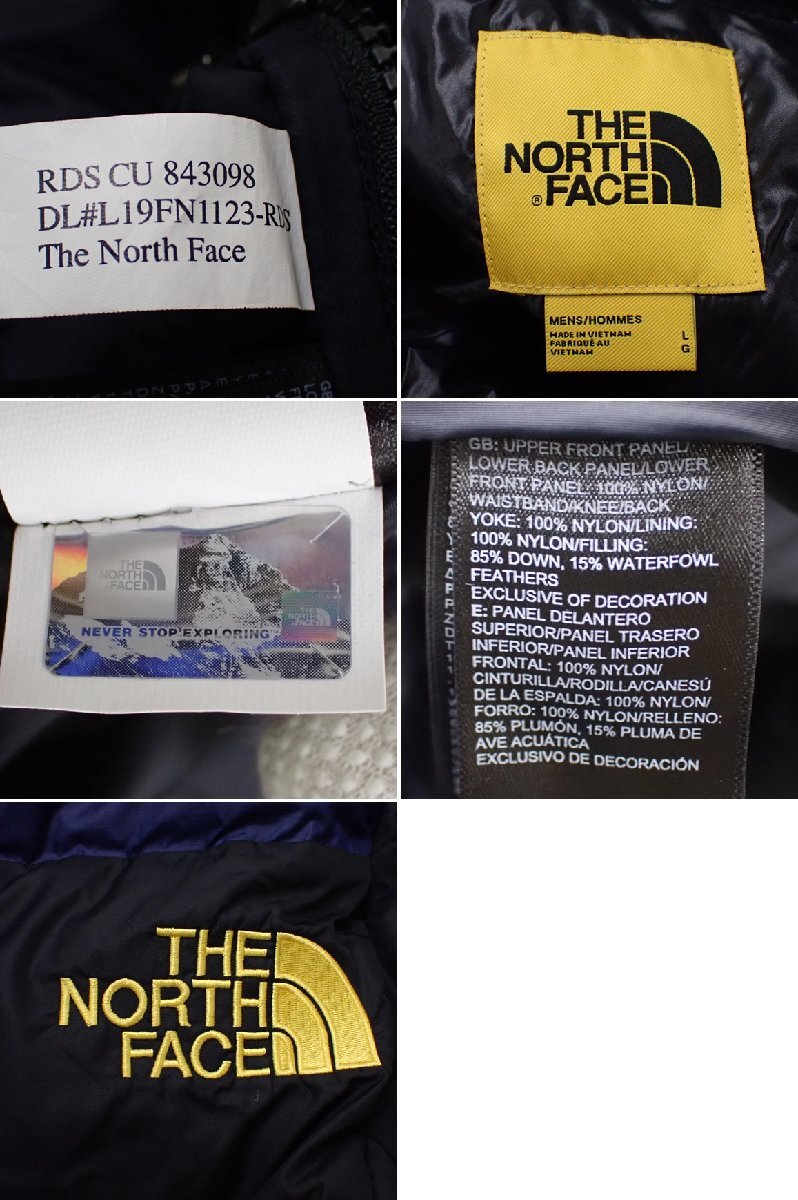 RDS CU 843098
DL#L19FN1123-RDS
The North Face
THE
NORTH
FACE
®
MENS/HOMMES
MADE IN VIETNAM
FABRIQUÉ AU
VIETNAM
L
G
THE
NORTH
FACE
NEVER STOP EXPLORING
THE
NORTH
FACE
GB: UPPER FRONT PANEL/
LOWER BACK PANEL/LOWER
FRONT PANEL: 100% NYLON/
WAISTBAND/KNEE/BACK
YOKE: 100% NYLON/LINING:
100% NYLON/FILLING:
85% DOWN, 15% WATERFOWL
FEATHERS
EXCLUSIVE OF DECORATION
E: PANEL DELANTERO
SUPERIOR/PANEL TRASERO
INFERIOR/PANEL INFERIOR
FRONTAL: 100% NYLON/
CINTURILLA/RODILLA/CANESÚ
DE LA ESPALDA: 100% NYLON/
FORRO: 100% NYLON/RELLENO:
85% PLUMÓN, 15% PLUMA DE
AVE ACUÁTICA
EXCLUSIVO DE DECORACIÓN
THE
NORTH
FACE